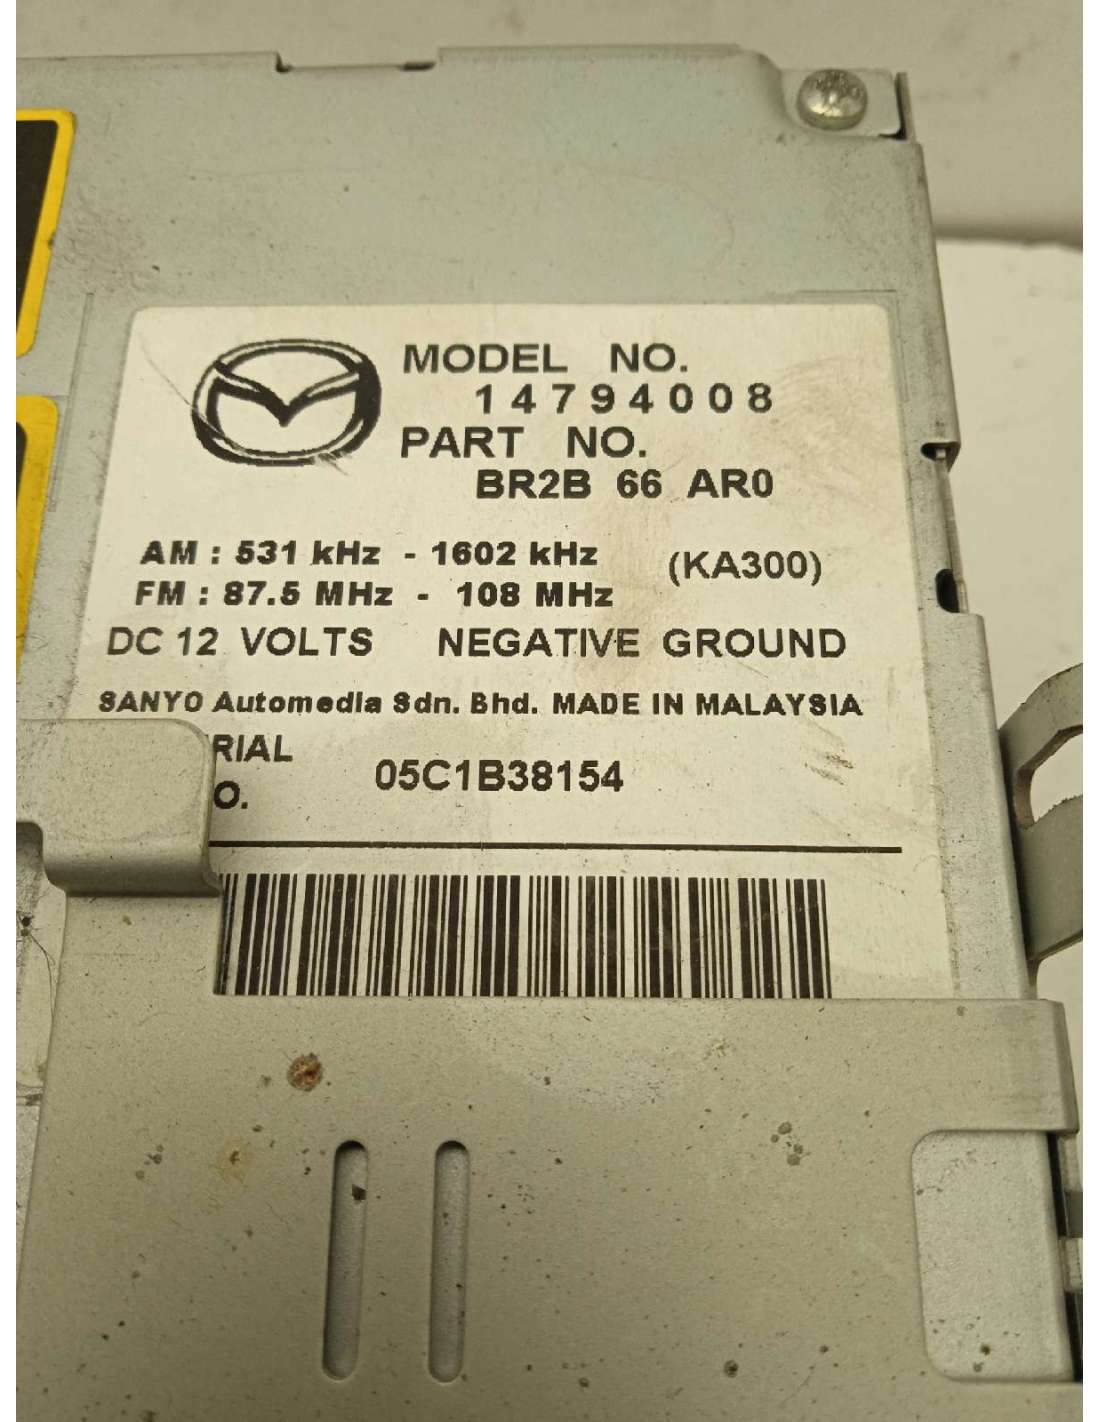 MODEL NO.
14794008
PART NO.
BR2B 66 AR0
AM : 531 kHz - 1602 kHz (KA300)
FM : 87.5 MHz - 108 MHz
DC 12 VOLTS NEGATIVE GROUND
SANYO Automedia Sdn. Bhd. MADE IN MALAYSIA
RIAL
O. 05C1B38154